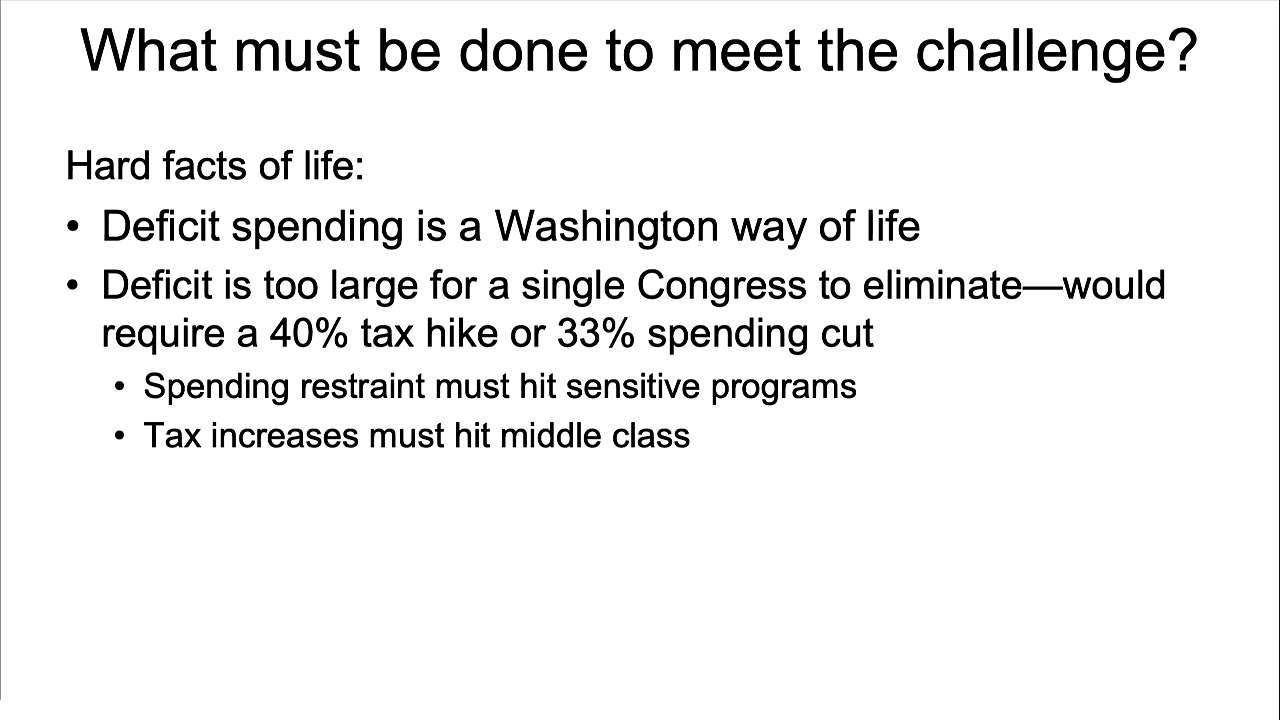 What must be done to meet the challenge?
Hard facts of life:
• Deficit spending is a Washington way of life
• Deficit is too large for a single Congress to eliminate—would
require a 40% tax hike or 33% spending cut
• Spending restraint must hit sensitive programs
• Tax increases must hit middle class